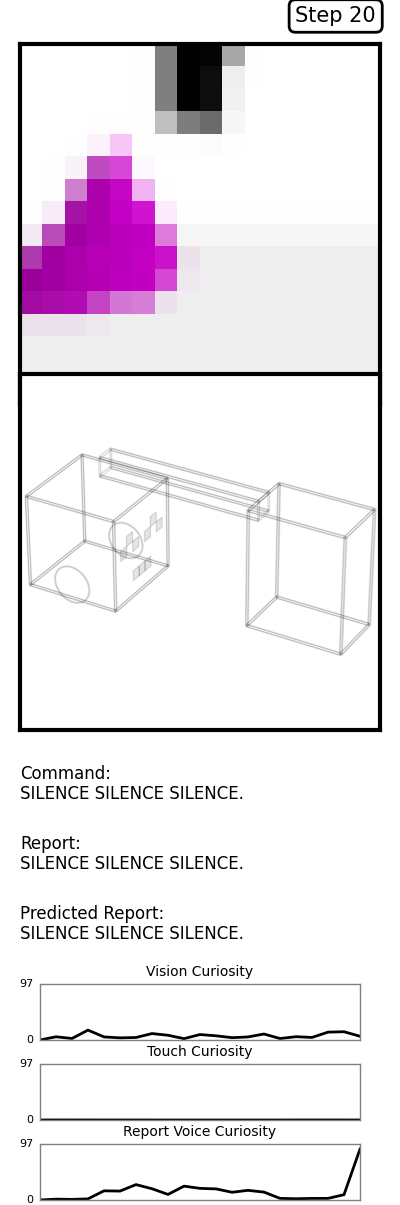 Step 20
Command:
SILENCE SILENCE SILENCE.
Report:
SILENCE SILENCE SILENCE.
Predicted Report:
SILENCE SILENCE SILENCE.
Vision Curiosity
97
0
Touch Curiosity
97
0
Report Voice Curiosity
97
0